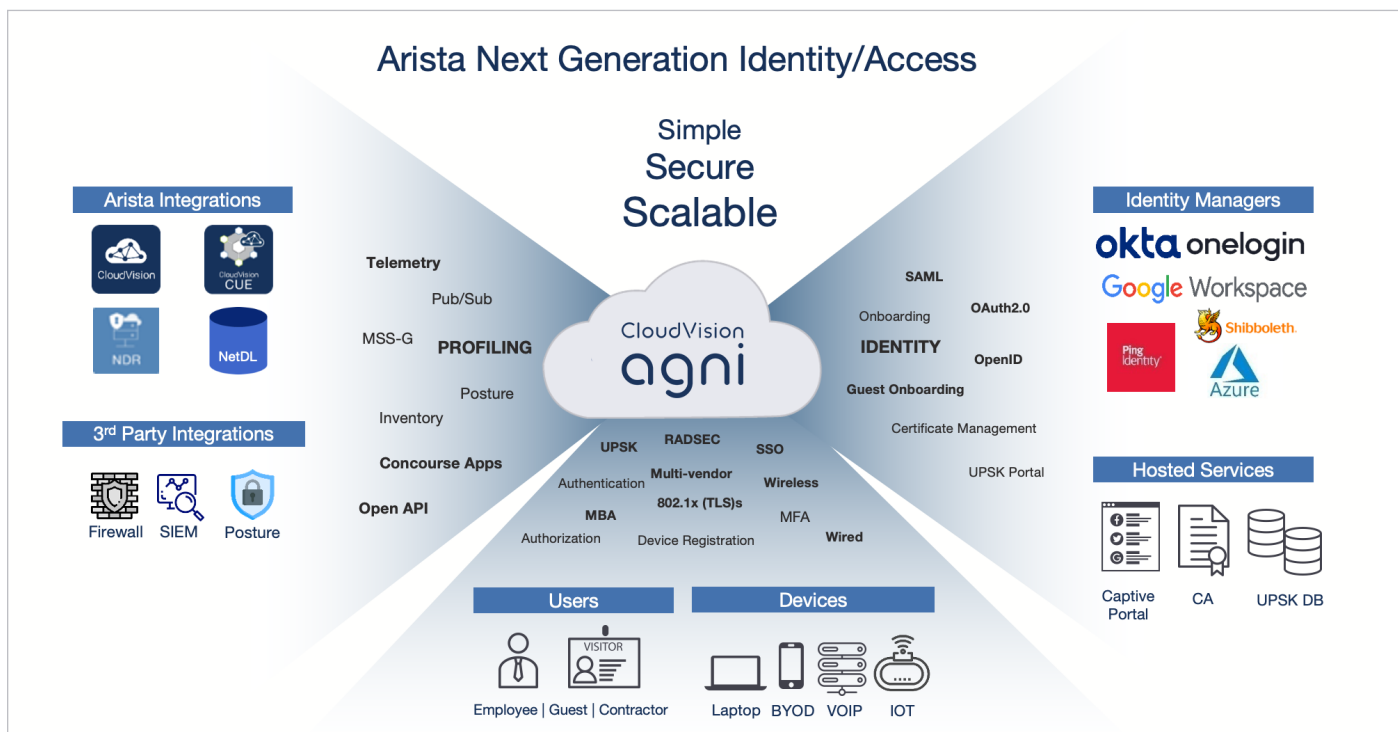 Arista Next Generation Identity/Access
Simple
Secure
Scalable
Arista Integrations
CloudVision
CloudVision
CUE
NDR
NetDL
3rd Party Integrations
Firewall
SIEM
Posture
Telemetry
Pub/Sub
MSS-G
PROFILING
Posture
Inventory
Concourse Apps
Open API
CloudVision
agni
UPSK
RADSEC
SSO
Authentication
Multi-vendor
Wireless
802.1x (TLS)s
MBA
MFA
Authorization
Device Registration
Wired
SAML
OAuth2.0
Onboarding
IDENTITY
OpenID
Guest Onboarding
Certificate Management
UPSK Portal
Identity Managers
okta onelogin
Google Workspace
Ping
Identity
Shibboleth.
Azure
Hosted Services
Captive
Portal
CA
UPSK DB
Users
VISITOR
Employee | Guest | Contractor
Devices
Laptop
BYOD
VOIP
IOT